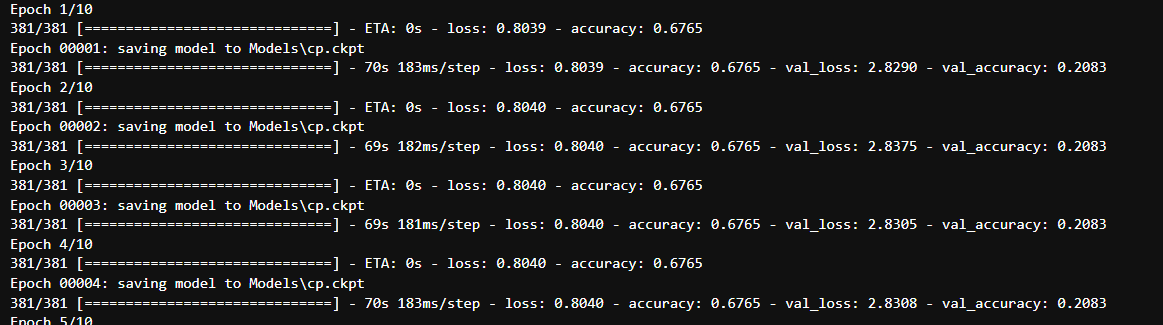 Epoch 1/10
381/381 [==============================] - ETA: 0s - loss: 0.8039 - accuracy: 0.6765
Epoch 00001: saving model to Models\cp.ckpt
381/381 [==============================] - 70s 183ms/step - loss: 0.8039 - accuracy: 0.6765 - val_loss: 2.8290 - val_accuracy: 0.2083
Epoch 2/10
381/381 [==============================] - ETA: 0s - loss: 0.8040 - accuracy: 0.6765
Epoch 00002: saving model to Models\cp.ckpt
381/381 [==============================] - 69s 182ms/step - loss: 0.8040 - accuracy: 0.6765 - val_loss: 2.8375 - val_accuracy: 0.2083
Epoch 3/10
381/381 [==============================] - ETA: 0s - loss: 0.8040 - accuracy: 0.6765
Epoch 00003: saving model to Models\cp.ckpt
381/381 [==============================] - 69s 181ms/step - loss: 0.8040 - accuracy: 0.6765 - val_loss: 2.8305 - val_accuracy: 0.2083
Epoch 4/10
381/381 [==============================] - ETA: 0s - loss: 0.8040 - accuracy: 0.6765
Epoch 00004: saving model to Models\cp.ckpt
381/381 [==============================] - 70s 183ms/step - loss: 0.8040 - accuracy: 0.6765 - val_loss: 2.8308 - val_accuracy: 0.2083
Epoch 5/10